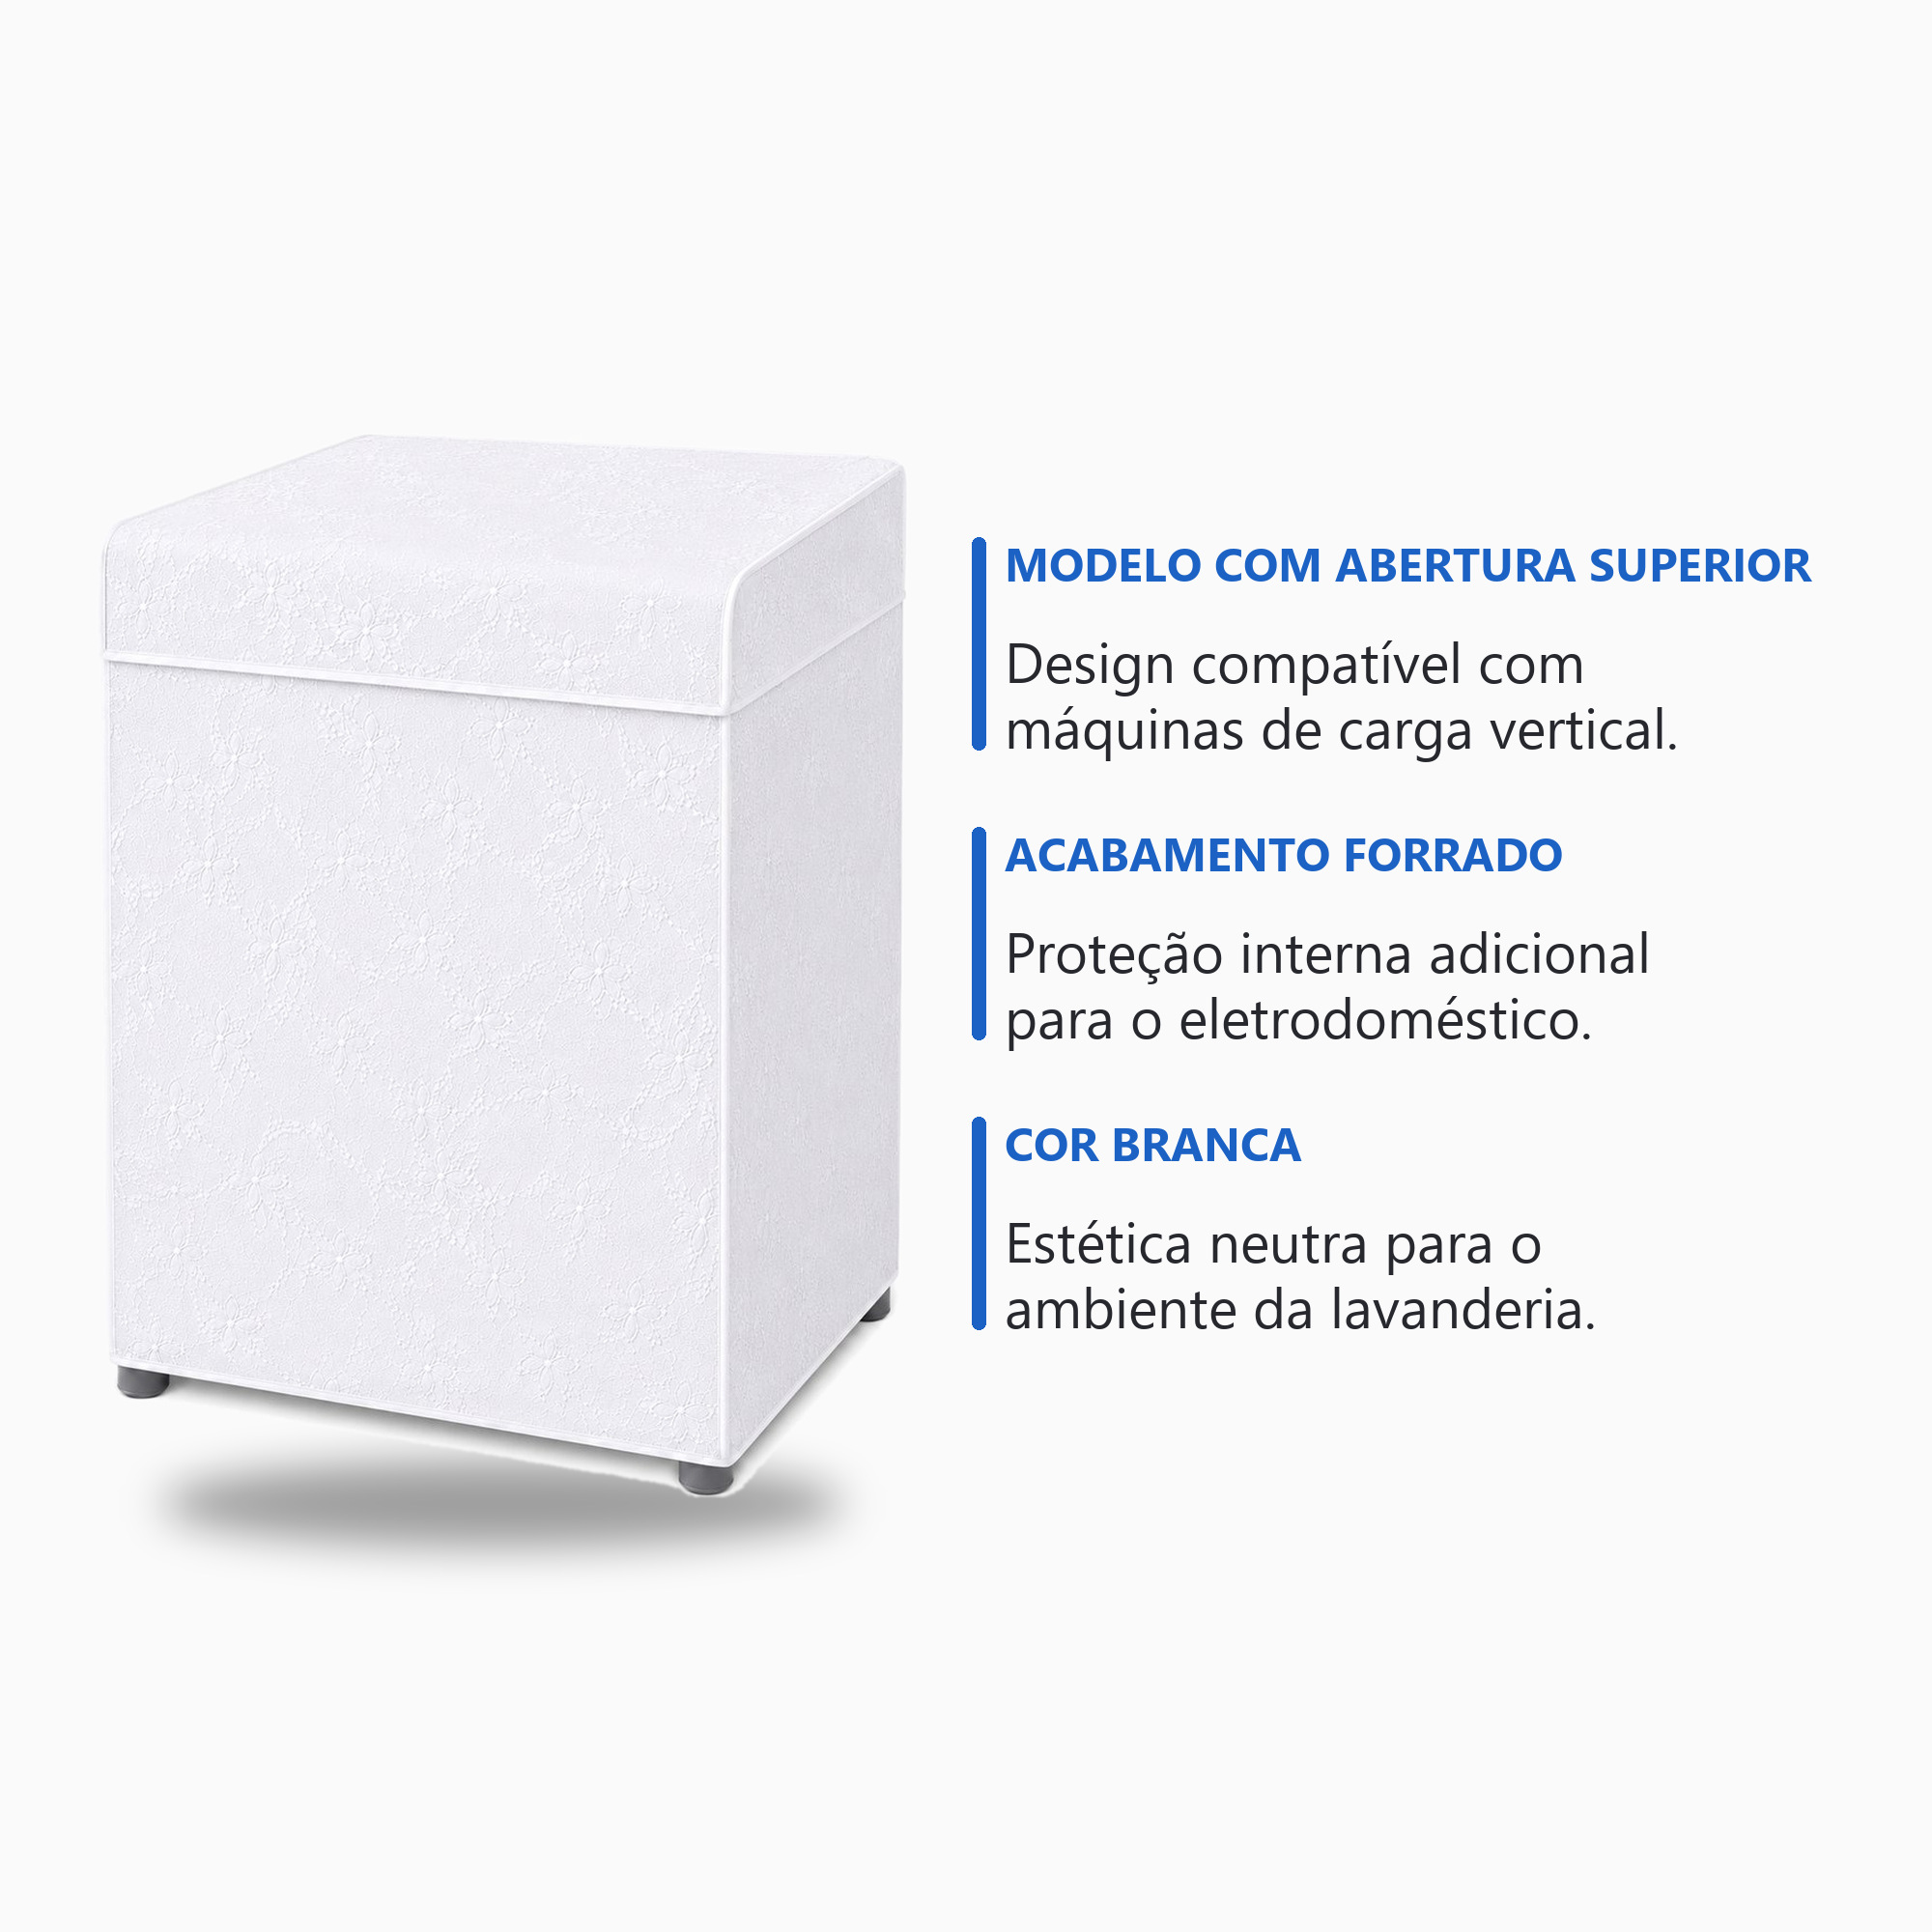 MODELO COM ABERTURA SUPERIOR
Design compatível com
máquinas de carga vertical.
ACABAMENTO FORRADO
Proteção interna adicional
para o eletrodoméstico.
COR BRANCA
Estética neutra para o
ambiente da lavanderia.